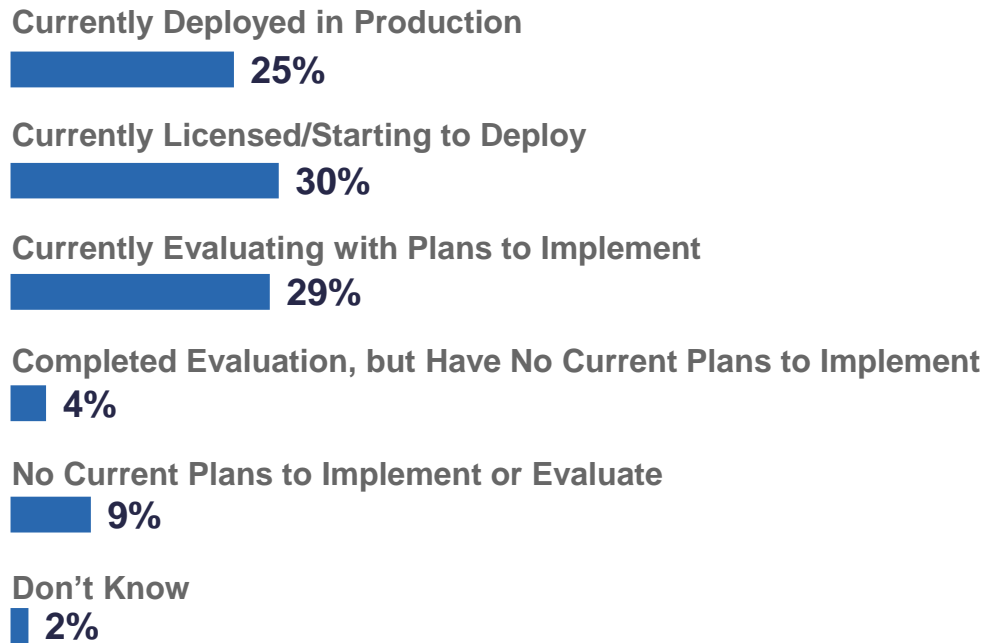 Currently Deployed in Production
25%
Currently Licensed/Starting to Deploy
30%
Currently Evaluating with Plans to Implement
29%
Completed Evaluation, but Have No Current Plans to Implement
4%
No Current Plans to Implement or Evaluate
9%
Don’t Know
2%